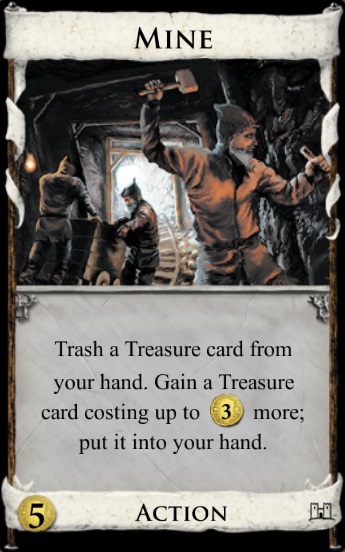 MINE
Trash a Treasure card from
your hand. Gain a Treasure
card costing up to 3 more;
put it into your hand.
5 ACTION